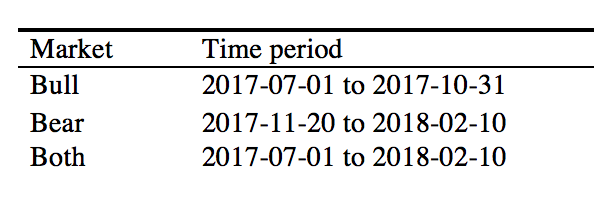 Market Time period
Bull 2017-07-01 to 2017-10-31
Bear 2017-11-20 to 2018-02-10
Both 2017-07-01 to 2018-02-10